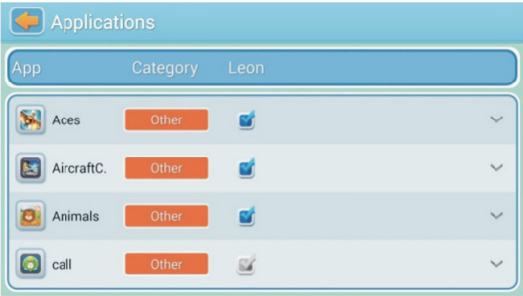 Applications
App Category Leon
Aces Other
AircraftC. Other
Animals Other
call Other